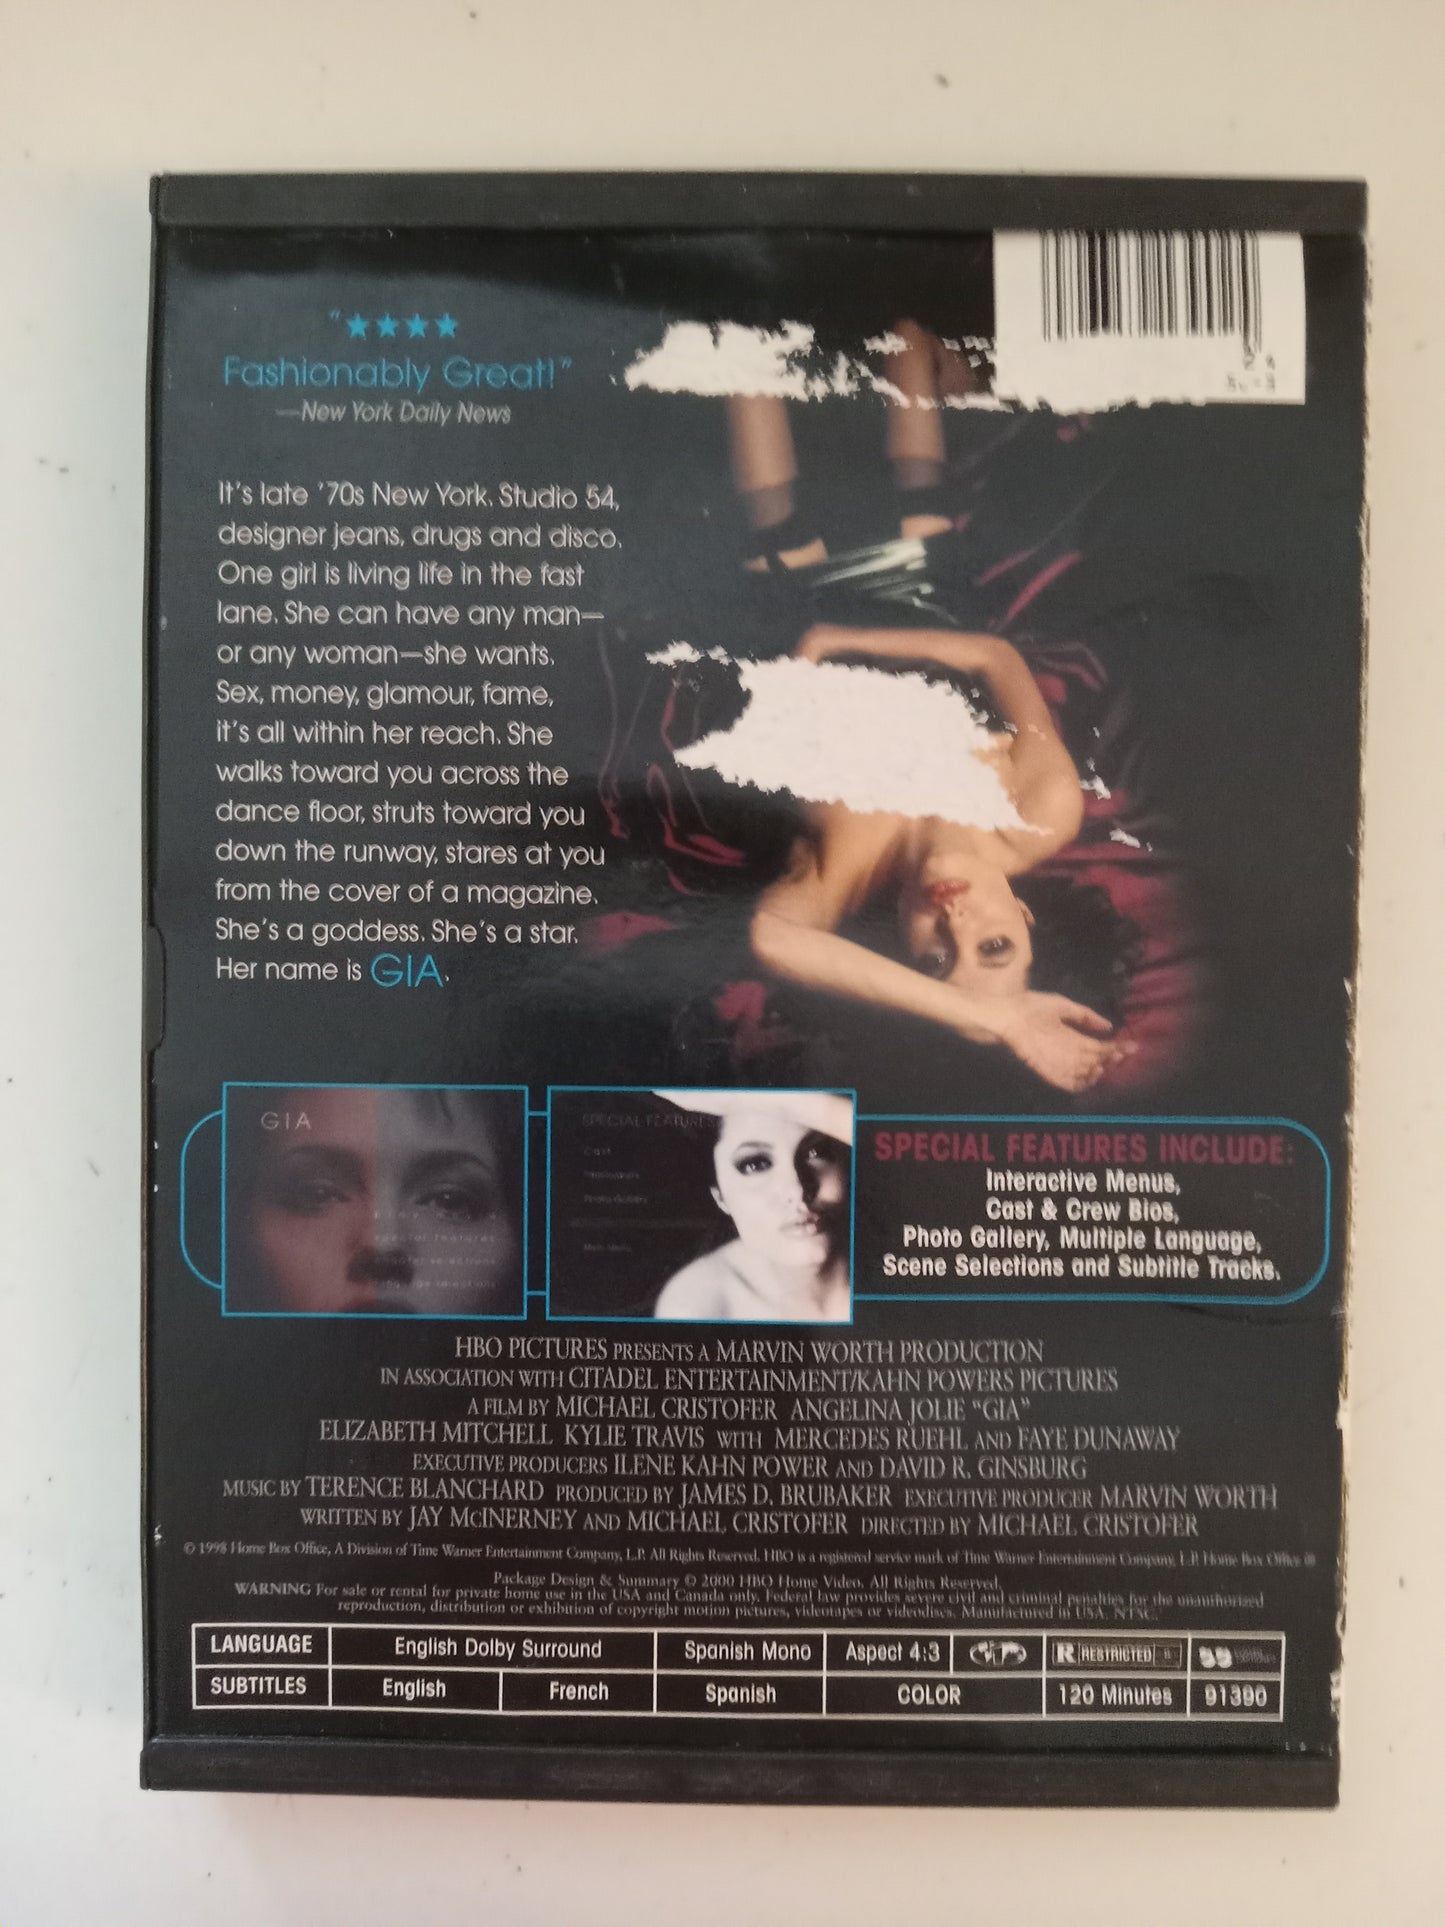 "★★★★
Fashionably Great!"
—New York Daily News
It's late '70s New York. Studio 54,
designer jeans, drugs and disco.
One girl is living life in the fast
lane. She can have any man—
or any woman—she wants.
Sex, money, glamour, fame,
it's all within her reach. She
walks toward you across the
dance floor, struts toward you
down the runway, stares at you
from the cover of a magazine.
She's a goddess. She's a star.
Her name is GIA.
GIA
special features
SPECIAL FEATURES
Cast
Photo Gallery
Main Menu
SPECIAL FEATURES INCLUDE:
Interactive Menus,
Cast & Crew Bios,
Photo Gallery, Multiple Language,
Scene Selections and Subtitle Tracks.
HBO PICTURES PRESENTS A MARVIN WORTH PRODUCTION
IN ASSOCIATION WITH CITADEL ENTERTAINMENT/KAHN POWERS PICTURES
A FILM BY MICHAEL CRISTOFER ANGELINA JOLIE "GIA"
ELIZABETH MITCHELL KYLIE TRAVIS WITH MERCEDES RUEHL AND FAYE DUNAWAY
EXECUTIVE PRODUCERS ILENE KAHN POWER AND DAVID R. GINSBURG
MUSIC BY TERENCE BLANCHARD PRODUCED BY JAMES D. BRUBAKER EXECUTIVE PRODUCER MARVIN WORTH
WRITTEN BY JAY McINERNEY AND MICHAEL CRISTOFER DIRECTED BY MICHAEL CRISTOFER
© 1998 Home Box Office, A Division of Time Warner Entertainment Company, L.P. All Rights Reserved. HBO is a registered service mark of Time Warner Entertainment Company, L.P. Home Box Office ®
Package Design & Summary © 2000 HBO Home Video. All Rights Reserved.
WARNING For sale or rental for private home use in the USA and Canada only. Federal law provides severe civil and criminal penalties for the unauthorized
reproduction, distribution or exhibition of copyright motion pictures, videotapes or videodiscs. Manufactured in USA. NTSC.
LANGUAGE English Dolby Surround Spanish Mono Aspect 4:3 R RESTRICTED
SUBTITLES English French Spanish COLOR 120 Minutes 91390